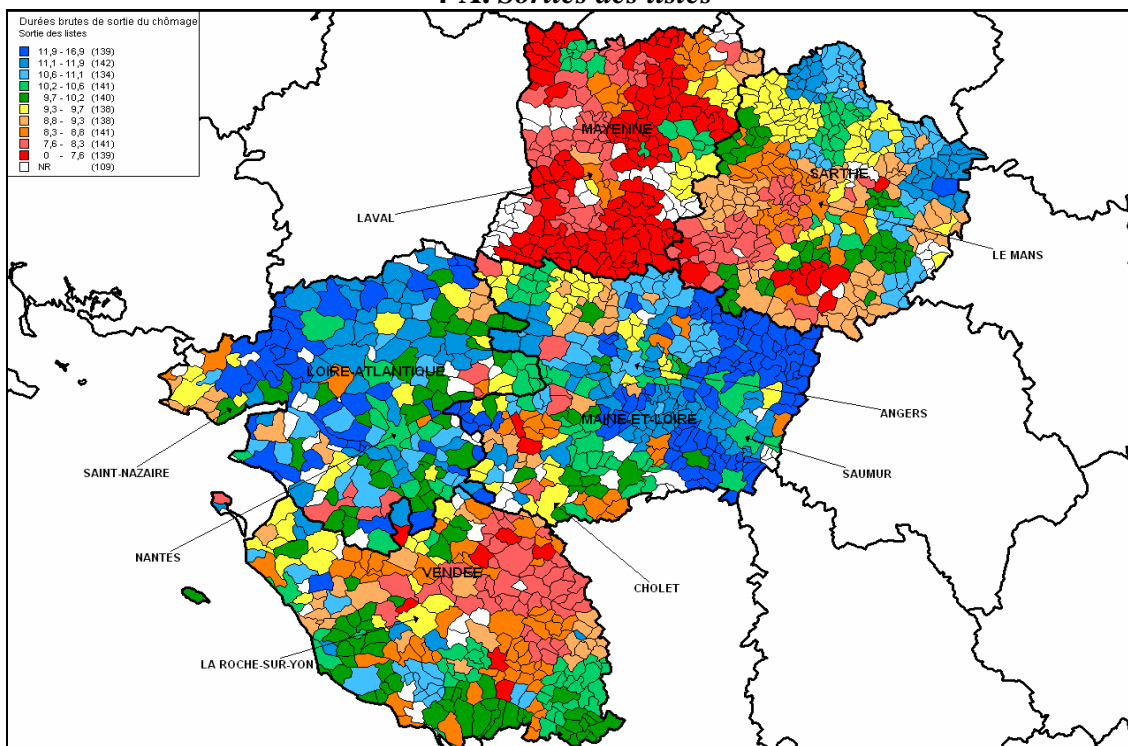 Sorties des listes
Durées brutes de sortie du chômage
Sortie des listes
11,9 - 16,9 (139)
11,1 - 11,9 (142)
10,6 - 11,1 (134)
10,2 - 10,6 (141)
9,7 - 10,2 (140)
9,3 - 9,7 (138)
8,8 - 9,3 (138)
8,3 - 8,8 (141)
7,6 - 8,3 (141)
0 - 7,6 (139)
NR (109)
MAYENNE
SARTHE
LAVAL
LE MANS
LOIRE-ATLANTIQUE
MAINE-ET-LOIRE
ANGERS
SAINT-NAZAIRE
SAUMUR
NANTES
VENDEE
CHOLET
LA ROCHE-SUR-YON